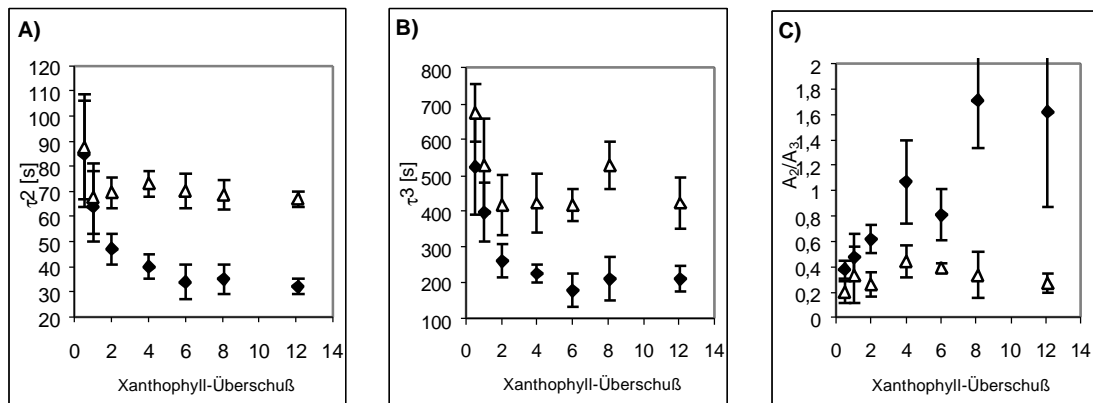 A)
120
110
100
90
80
70
60
50
40
30
20
τ2 [s]
0 2 4 6 8 10 12 14
Xanthophyll-Überschuß
B)
800
700
600
500
400
300
200
100
τ3 [s]
0 2 4 6 8 10 12 14
Xanthophyll-Überschuß
C)
2
1,8
1,6
1,4
1,2
1
0,8
0,6
0,4
0,2
0
A2/A3
0 2 4 6 8 10 12 14
Xanthophyll-Überschuß